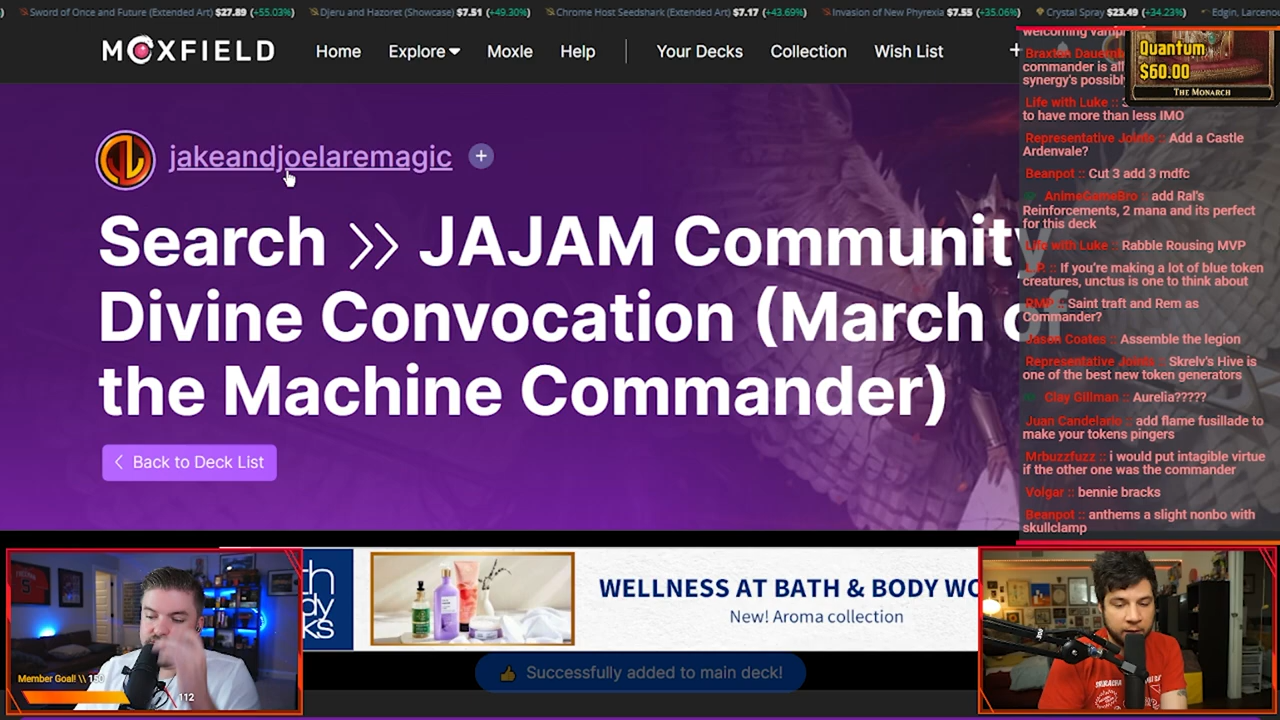 Sword of Once and Future (Extended Art) $27.89 (+55.03%) Djeru and Hazoret (Showcase) $7.51 (+49.30%) Chrome Host Seedshark (Extended Art) $7.17 (+43.69%) Invasion of New Phyrexia $7.55 (+35.06%) Crystal Spray $23.49 (+34.23%) Edgin, Larcenous
MOXFIELD Home Explore Moxle Help Your Decks Collection Wish List +
jakeandjoelaremagic +
Search >> JAJAM Community
Divine Convocation (March of
the Machine Commander)
< Back to Deck List
Quantum
$60.00
THE MONARCH
welcoming
commander is
synergy's
Life with Luke ::
to have more than less IMO
Representative Joints :: Add a Castle
Ardenvale?
Beanpot :: Cut 3 add 3 mdfc
AnimeGameBro :: add Ral's
Reinforcements, 2 mana and its perfect
for this deck
Life with Luke :: Rabble Rousing MVP
L.P. :: If you're making a lot of blue token
creatures, unctus is one to think about
RMP :: Saint traft and Rem as
Commander?
Jason Coates :: Assemble the legion
Representative Joints :: Skrelv's Hive is
one of the best new token generators
Clay Gillman :: Aurelia?????
Juan Candelario :: add flame fusillade to
make your tokens pingers
Mrbuzzfuzz :: i would put intagible virtue
if the other one was the commander
Volgar :: bennie bracks
Beanpot :: anthems a slight nonbo with
skullclamp
WELLNESS AT BATH & BODY WO
New! Aroma collection
Successfully added to main deck!
Member Goal! \\ 150
112